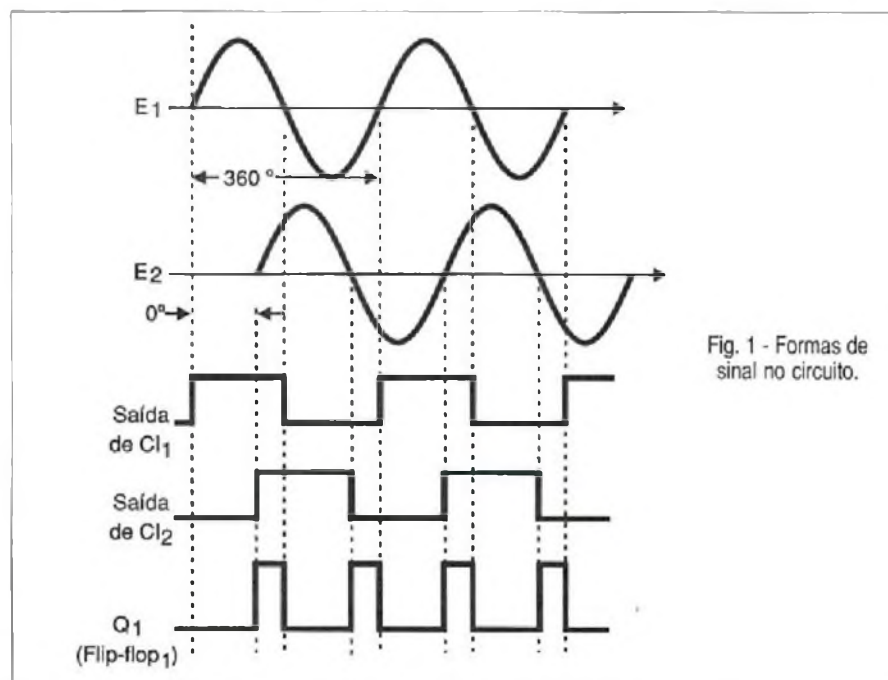 E1
360 °
E2
0°
Fig. 1 - Formas de
sinal no circuito.
Saída
de CI1
Saída
de CI2
Q1
(Flip-flop1)